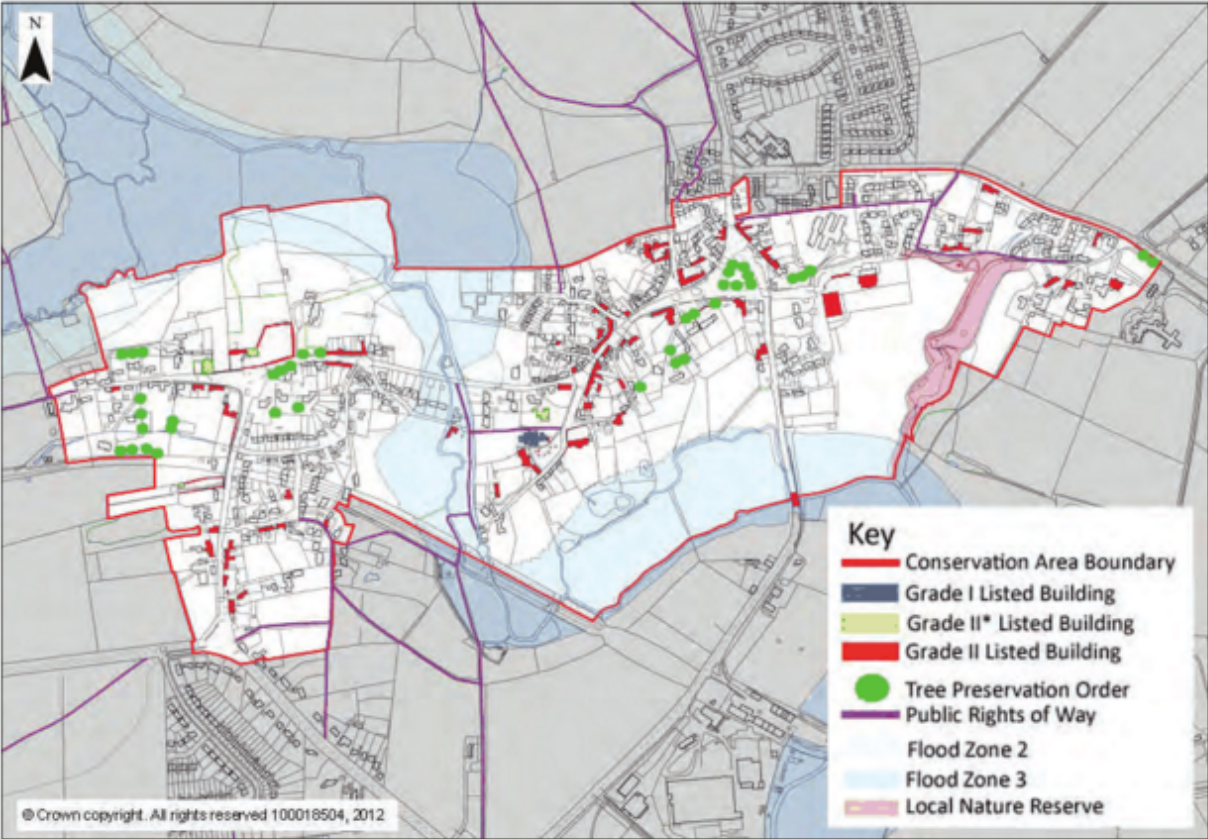 N
Key
Conservation Area Boundary
Grade I Listed Building
Grade II* Listed Building
Grade II Listed Building
Tree Preservation Order
Public Rights of Way
Flood Zone 2
Flood Zone 3
Local Nature Reserve
© Crown copyright. All rights reserved 100018504, 2012